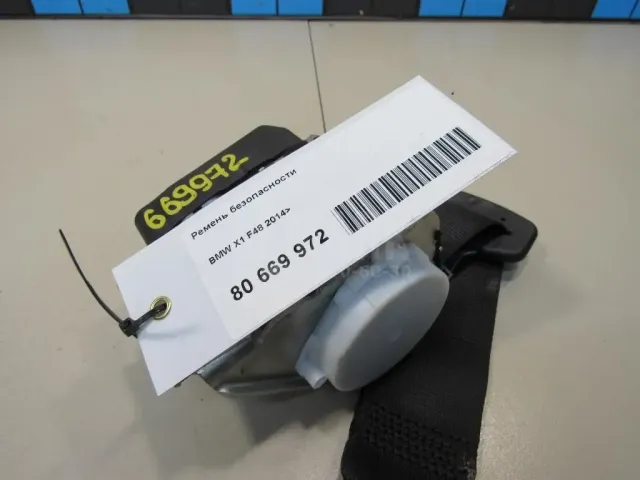 669972
Ремень безопасности
BMW X1 F48 2014>
80 669 972